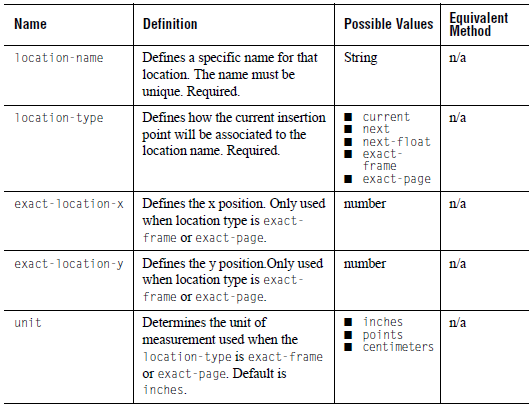 Name Definition Possible Values Equivalent
Method
location-name Defines a specific name for that String n/a
location. The name must be
unique. Required.
location-type Defines how the current insertion ■ current n/a
point will be associated to the ■ next
location name. Required. ■ next-float
■ exact-
frame
■ exact-page
exact-location-x Defines the x position. Only used number n/a
when location type is exact-
frame or exact-page.
exact-location-y Defines the y position.Only used number n/a
when location type is exact-
frame or exact-page.
unit Determines the unit of ■ inches n/a
measurement used when the ■ points
location-type is exact-frame ■ centimeters
or exact-page. Default is
inches.